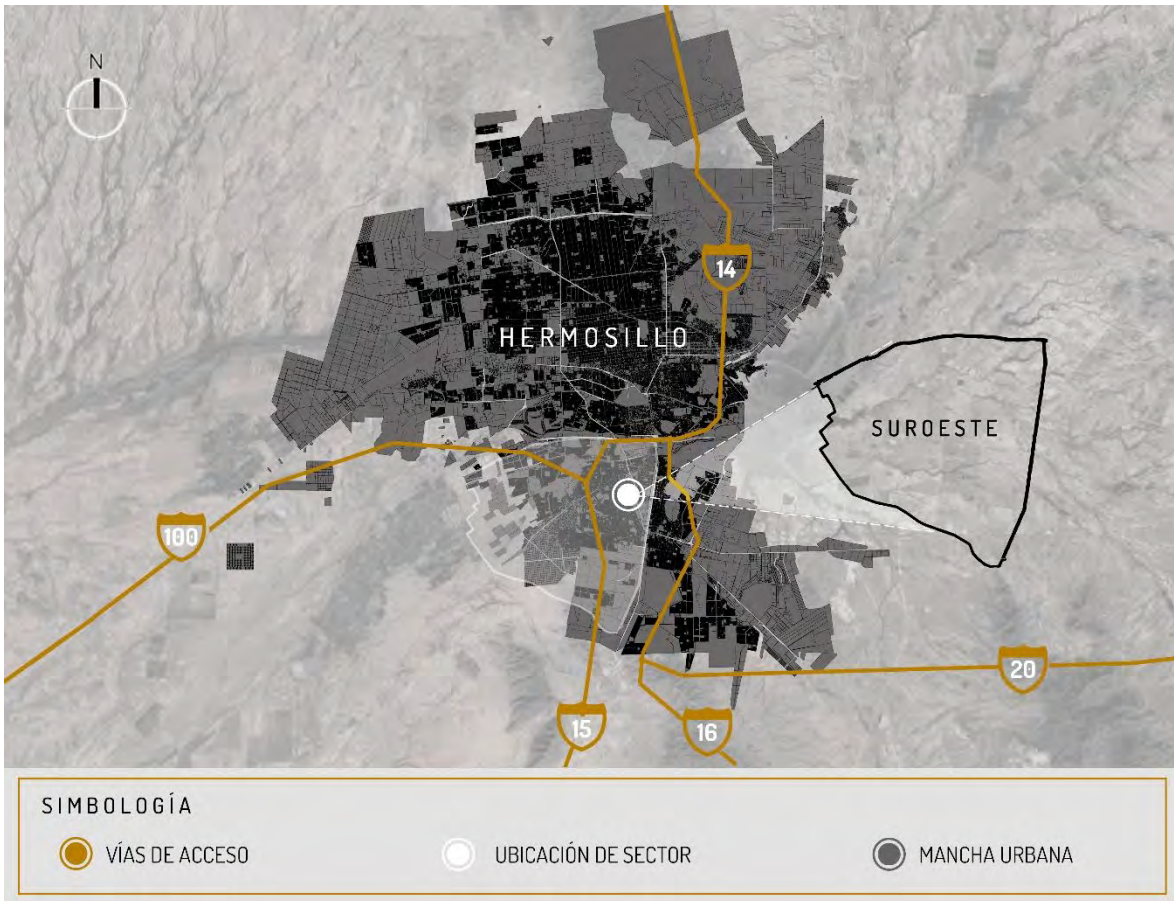 N
14
HERMOSILLO
SUROESTE
100
20
15
16
SIMBOLOGÍA
VÍAS DE ACCESO
UBICACIÓN DE SECTOR
MANCHA URBANA